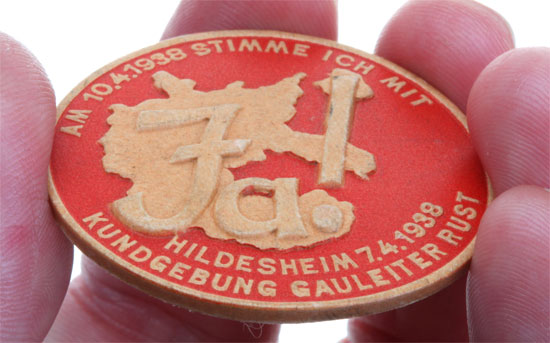 AM 10.4.1938 STIMME ICH MIT
Ja!
HILDESHEIM 7.4.1938
KUNDGEBUNG GAULEITER RUST